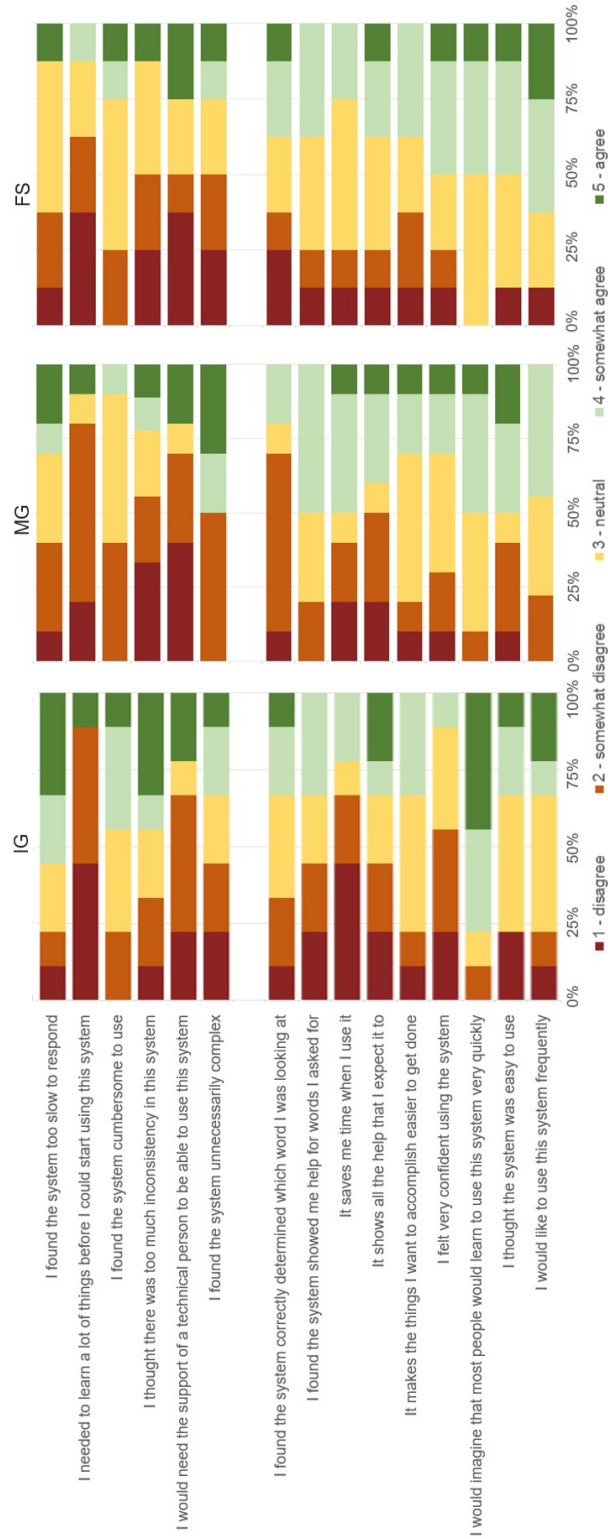 IG
MG
FS
I found the system too slow to respond
I needed to learn a lot of things before I could start using this system
I found the system cumbersome to use
I thought there was too much inconsistency in this system
I would need the support of a technical person to be able to use this system
I found the system unnecessarily complex
I found the system correctly determined which word I was looking at
I found the system showed me help for words I asked for
It saves me time when I use it
It shows all the help that I expect it to
It makes the things I want to accomplish easier to get done
I felt very confident using the system
I would imagine that most people would learn to use this system very quickly
I thought the system was easy to use
I would like to use this system frequently
0% 25% 50% 75% 100%
0% 25% 50% 75% 100%
0% 25% 50% 75% 100%
1 - disagree 2 - somewhat disagree 3 - neutral 4 - somewhat agree 5 - agree